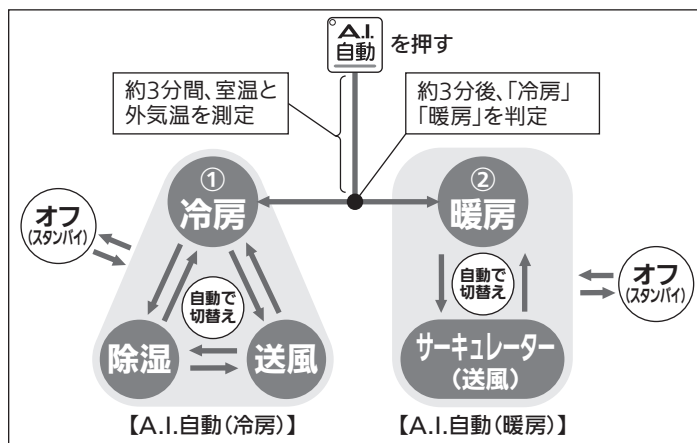 A.I.
自動 を押す
約3分間、室温と
外気温を測定
約3分後、「冷房」
「暖房」を判定
①
冷房
オフ
(スタンバイ)
自動で
切替え
除湿
送風
【A.I.自動(冷房)】
②
暖房
自動で
切替え
オフ
(スタンバイ)
サーキュレーター
(送風)
【A.I.自動(暖房)】